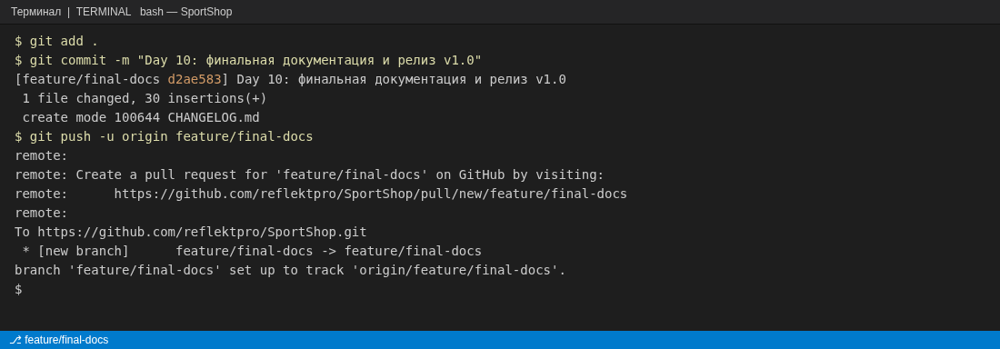 Терминал | TERMINAL bash — SportShop
$ git add .
$ git commit -m "Day 10: финальная документация и релиз v1.0"
[feature/final-docs d2ae583] Day 10: финальная документация и релиз v1.0
 1 file changed, 30 insertions(+)
 create mode 100644 CHANGELOG.md
$ git push -u origin feature/final-docs
remote:
remote: Create a pull request for 'feature/final-docs' on GitHub by visiting:
remote:      https://github.com/reflektpro/SportShop/pull/new/feature/final-docs
remote:
To https://github.com/reflektpro/SportShop.git
 * [new branch]      feature/final-docs -> feature/final-docs
branch 'feature/final-docs' set up to track 'origin/feature/final-docs'.
$
⎇ feature/final-docs